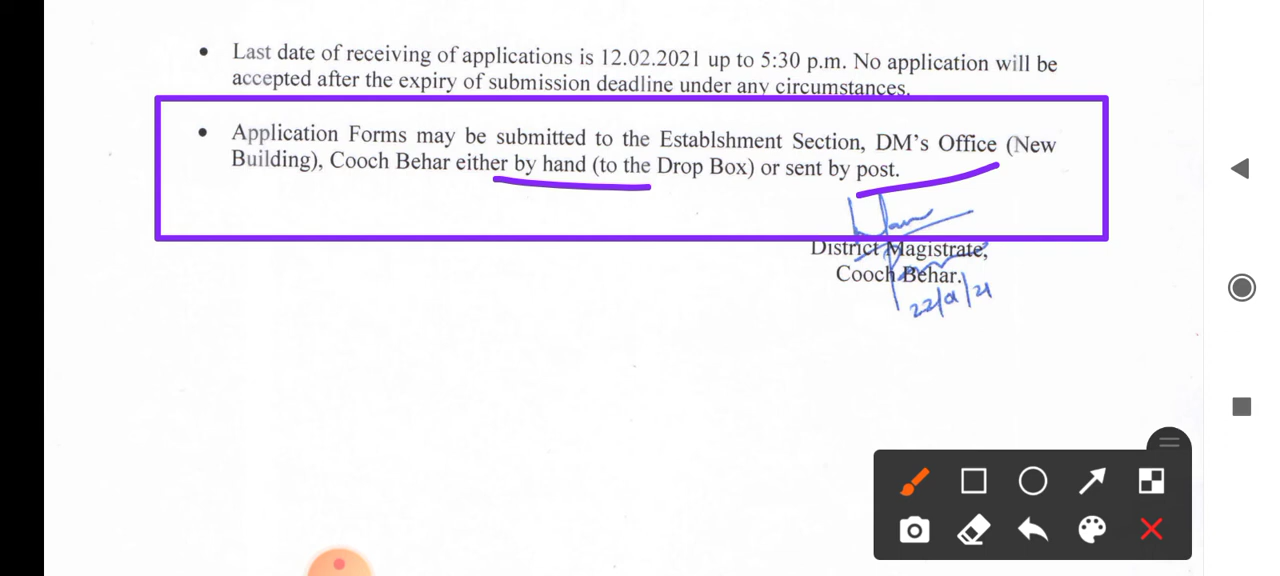 • Last date of receiving of applications is 12.02.2021 up to 5:30 p.m. No application will be
accepted after the expiry of submission deadline under any circumstances.
• Application Forms may be submitted to the Establshment Section, DM's Office (New
Building), Cooch Behar either by hand (to the Drop Box) or sent by post.
District Magistrate,
Cooch Behar.
22/01/21